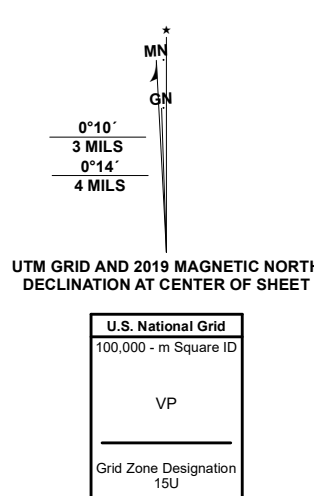 MN
GN
0°10´
3 MILS
0°14´
4 MILS
UTM GRID AND 2019 MAGNETIC NORTH
DECLINATION AT CENTER OF SHEET
U.S. National Grid
100,000 - m Square ID
VP
Grid Zone Designation
15U